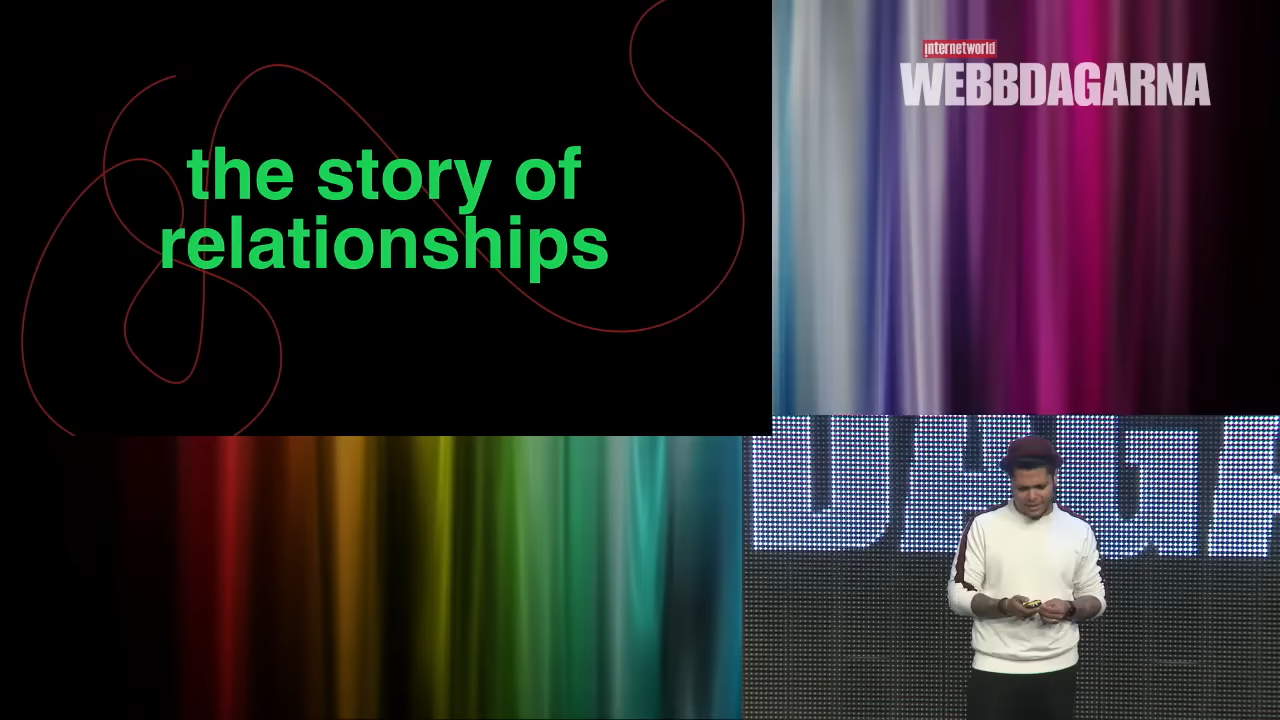 the story of
relationships
internetworld
WEBBDAGARNA